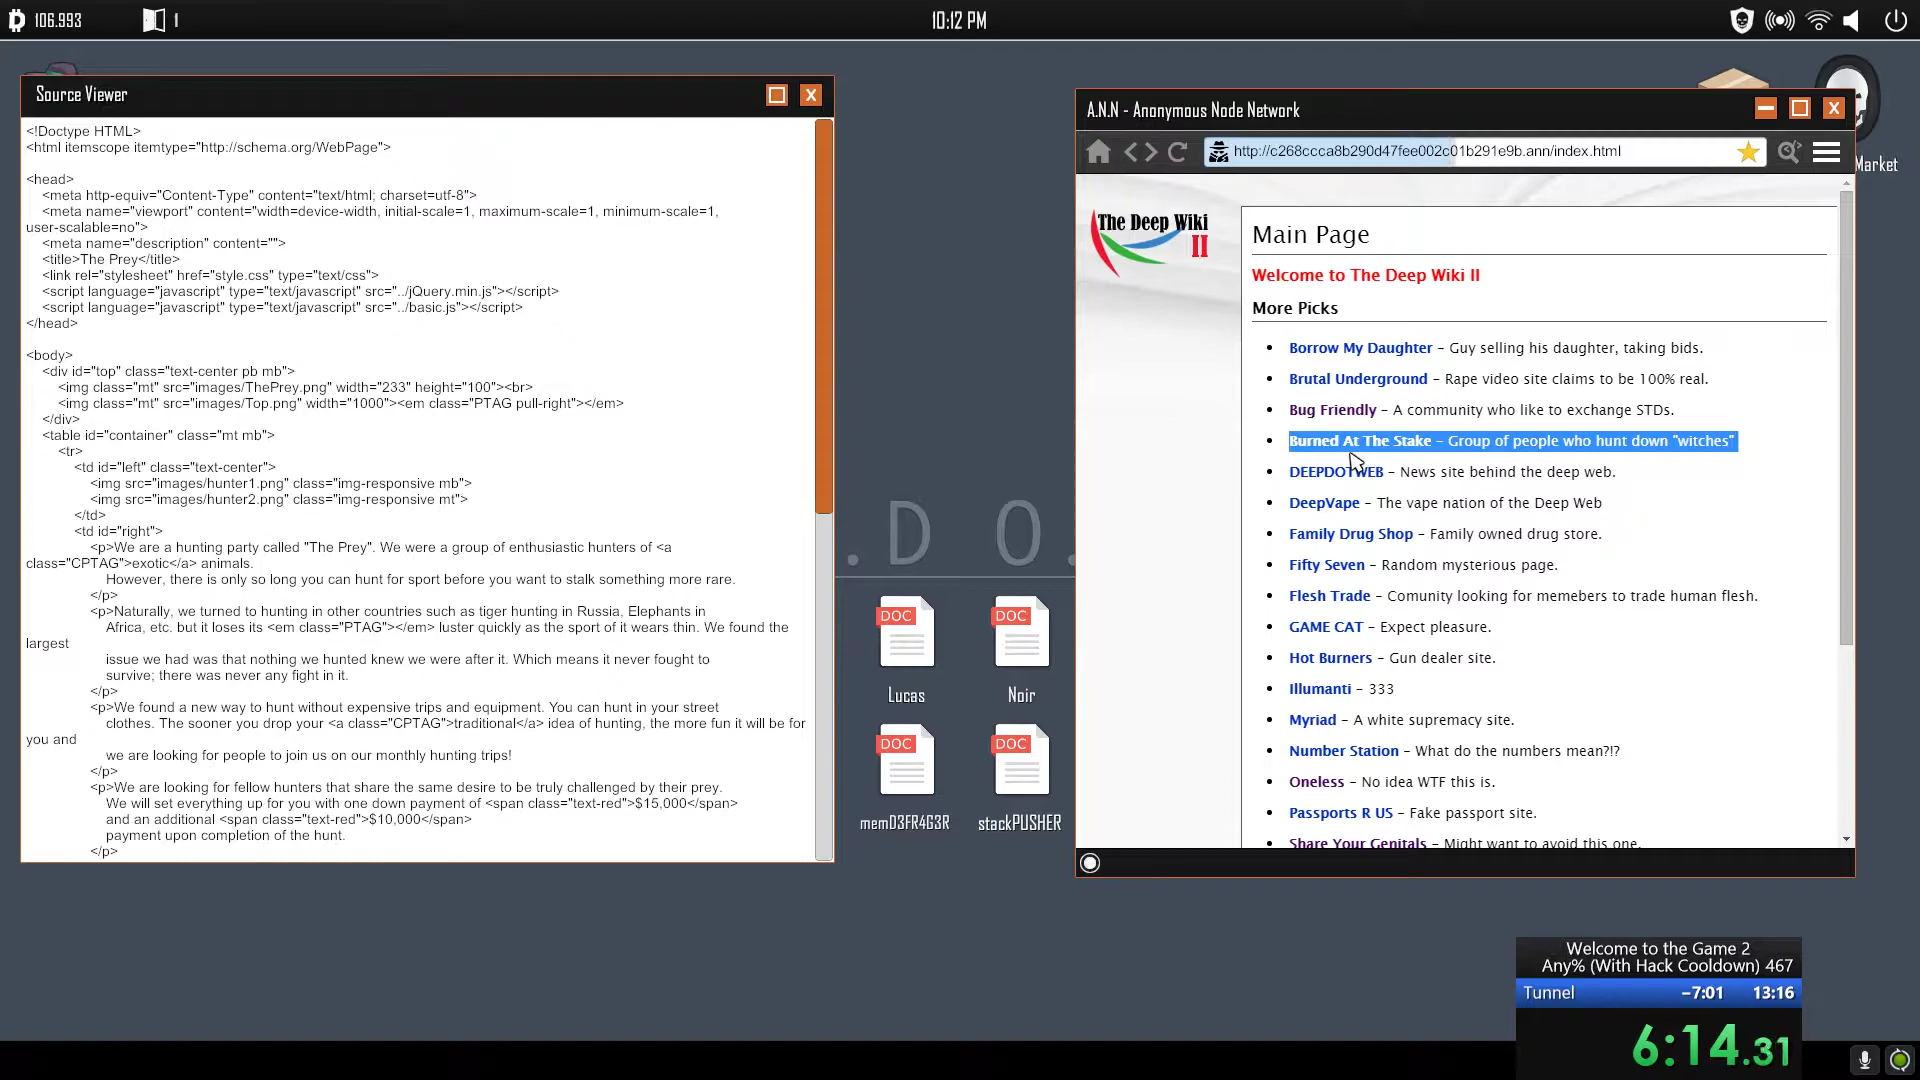 106.993
1
10:12 PM
Source Viewer
<!Doctype HTML>
<html itemscope itemtype="http://schema.org/WebPage">
<head>
<meta http-equiv="Content-Type" content="text/html; charset=utf-8">
<meta name="viewport" content="width=device-width, initial-scale=1, maximum-scale=1, minimum-scale=1,
user-scalable=no">
<meta name="description" content="">
<title>The Prey</title>
<link rel="stylesheet" href="style.css" type="text/css">
<script language="javascript" type="text/javascript" src="../jQuery.min.js"></script>
<script language="javascript" type="text/javascript" src="../basic.js"></script>
</head>
<body>
<div id="top" class="text-center pb mb">
<img class="mt" src="images/ThePrey.png" width="233" height="100"><br>
<img class="mt" src="images/Top.png" width="1000"><em class="PTAG pull-right"></em>
</div>
<table id="container" class="mt mb">
<tr>
<td id="left" class="text-center">
<img src="images/hunter1.png" class="img-responsive mb">
<img src="images/hunter2.png" class="img-responsive mt">
</td>
<td id="right">
<p>We are a hunting party called "The Prey". We were a group of enthusiastic hunters of <a
class="CPTAG">exotic</a> animals.
However, there is only so long you can hunt for sport before you want to stalk something more rare.
</p>
<p>Naturally, we turned to hunting in other countries such as tiger hunting in Russia, Elephants in
Africa, etc. but it loses its <em class="PTAG"></em> luster quickly as the sport of it wears thin. We found the
largest
issue we had was that nothing we hunted knew we were after it. Which means it never fought to
survive; there was never any fight in it.
</p>
<p>We found a new way to hunt without expensive trips and equipment. You can hunt in your street
clothes. The sooner you drop your <a class="CPTAG">traditional</a> idea of hunting, the more fun it will be for
you and
we are looking for people to join us on our monthly hunting trips!
</p>
<p>We are looking for fellow hunters that share the same desire to be truly challenged by their prey.
We will set everything up for you with one down payment of <span class="text-red">$15,000</span>
and an additional <span class="text-red">$10,000</span>
payment upon completion of the hunt.
</p>
. D O .
Lucas
Noir
memD3FR4G3R
stackPUSHER
DOC
DOC
DOC
DOC
Market
A.N.N - Anonymous Node Network
http://c268ccca8b290d47fee002c01b291e9b.ann/index.html
The Deep Wiki
II
Main Page
Welcome to The Deep Wiki II
More Picks
Borrow My Daughter – Guy selling his daughter, taking bids.
Brutal Underground – Rape video site claims to be 100% real.
Bug Friendly – A community who like to exchange STDs.
Burned At The Stake – Group of people who hunt down "witches"
DEEPDOTWEB – News site behind the deep web.
DeepVape – The vape nation of the Deep Web
Family Drug Shop – Family owned drug store.
Fifty Seven – Random mysterious page.
Flesh Trade – Comunity looking for memebers to trade human flesh.
GAME CAT – Expect pleasure.
Hot Burners – Gun dealer site.
Illumanti – 333
Myriad – A white supremacy site.
Number Station – What do the numbers mean?!?
Oneless – No idea WTF this is.
Passports R US – Fake passport site.
Share Your Genitals – Might want to avoid this one.
Welcome to the Game 2
Any% (With Hack Cooldown) 467
Tunnel −7:01 13:16
6:14.31